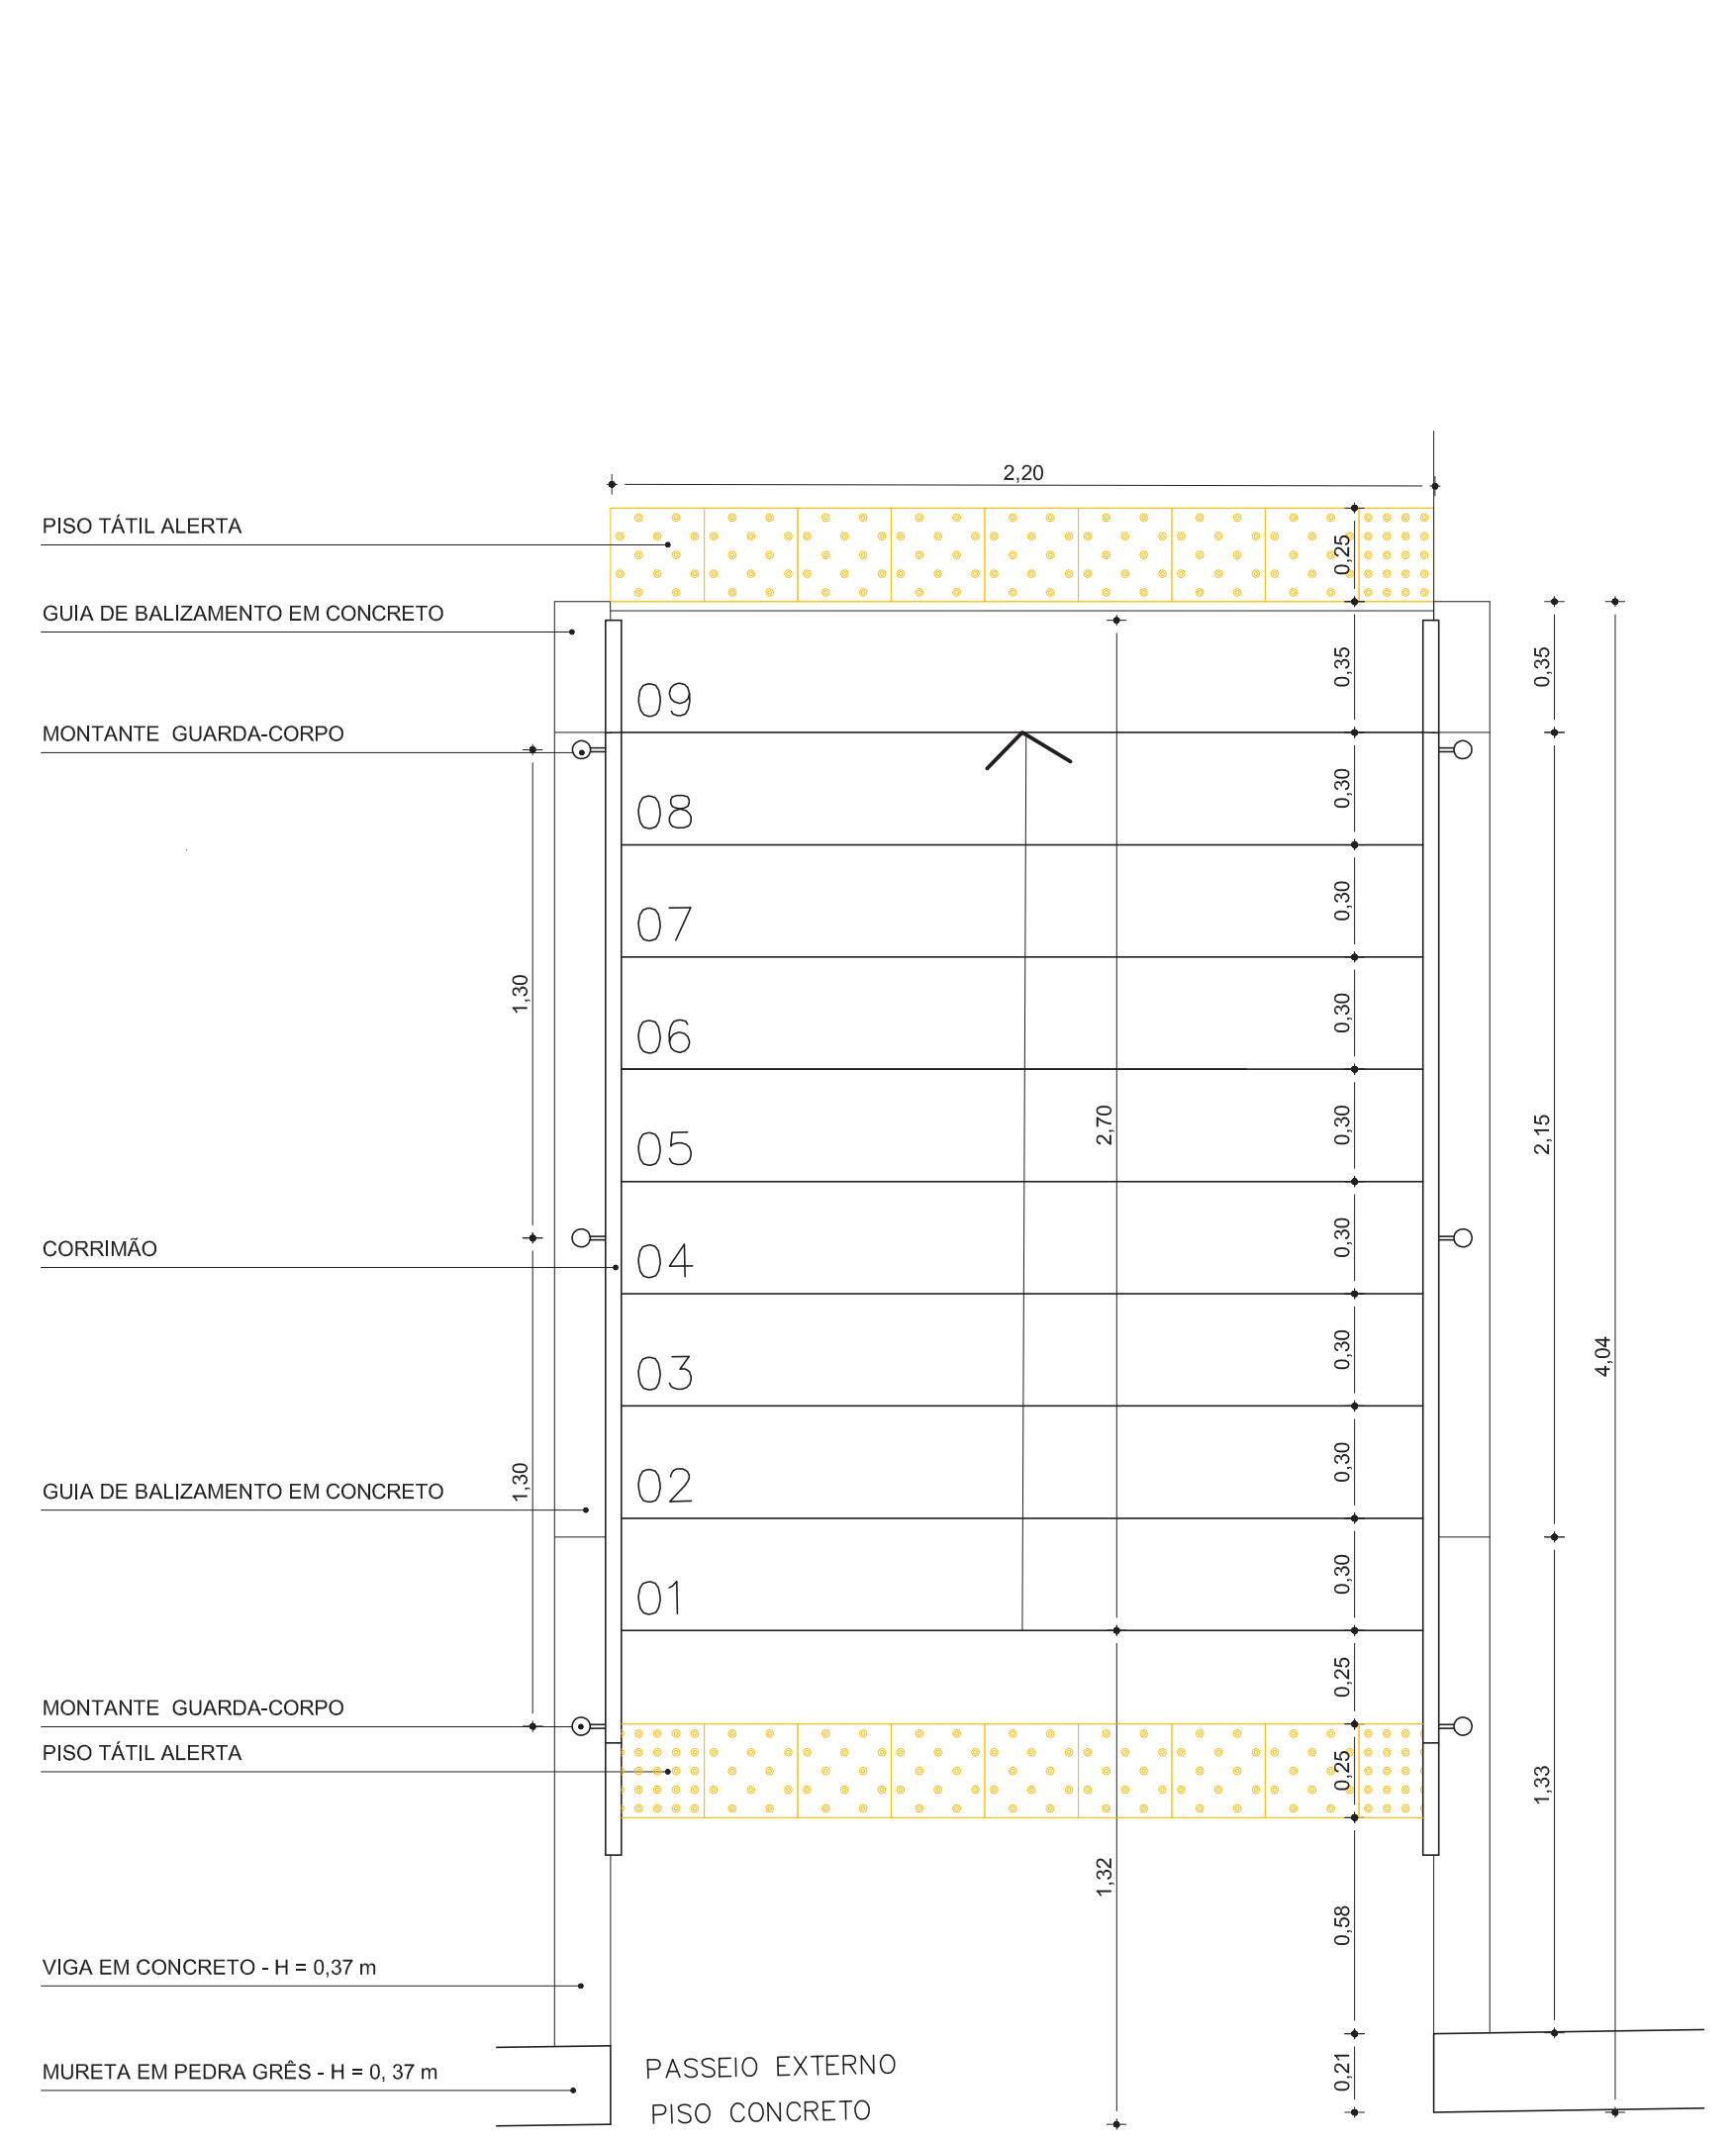 2,20
PISO TÁTIL ALERTA
0,25
GUIA DE BALIZAMENTO EM CONCRETO
0,35
0,35
09
MONTANTE  GUARDA-CORPO
0,30
08
0,30
07
1,30
0,30
06
2,70
0,30
2,15
05
CORRIMÃO
0,30
04
0,30
4,04
03
GUIA DE BALIZAMENTO EM CONCRETO
1,30
0,30
02
0,30
01
0,25
MONTANTE  GUARDA-CORPO
PISO TÁTIL ALERTA
0,25
1,33
1,32
0,58
VIGA EM CONCRETO - H = 0,37 m
PASSEIO EXTERNO
MURETA EM PEDRA GRÊS - H = 0, 37 m
0,21
PISO CONCRETO